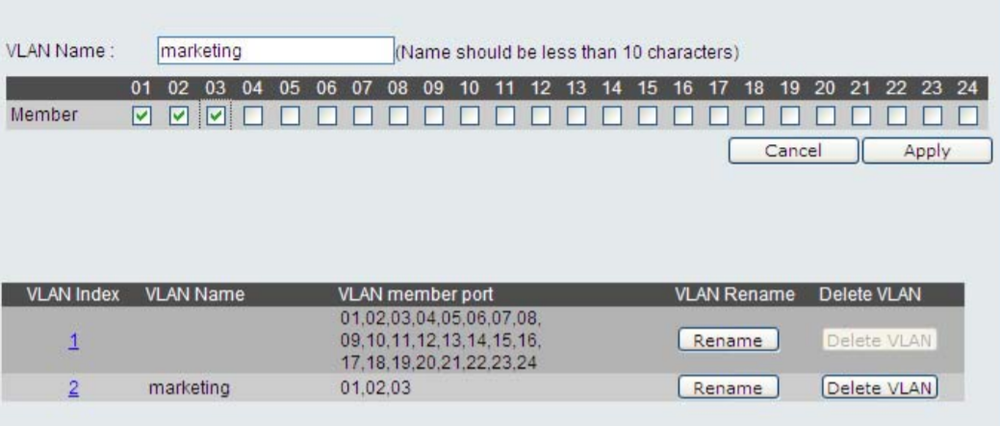 VLAN Name : marketing (Name should be less than 10 characters)
01 02 03 04 05 06 07 08 09 10 11 12 13 14 15 16 17 18 19 20 21 22 23 24
Member
Cancel Apply
VLAN Index VLAN Name VLAN member port VLAN Rename Delete VLAN
01,02,03,04,05,06,07,08,
1 09,10,11,12,13,14,15,16, Rename Delete VLAN
17,18,19,20,21,22,23,24
2 marketing 01,02,03 Rename Delete VLAN